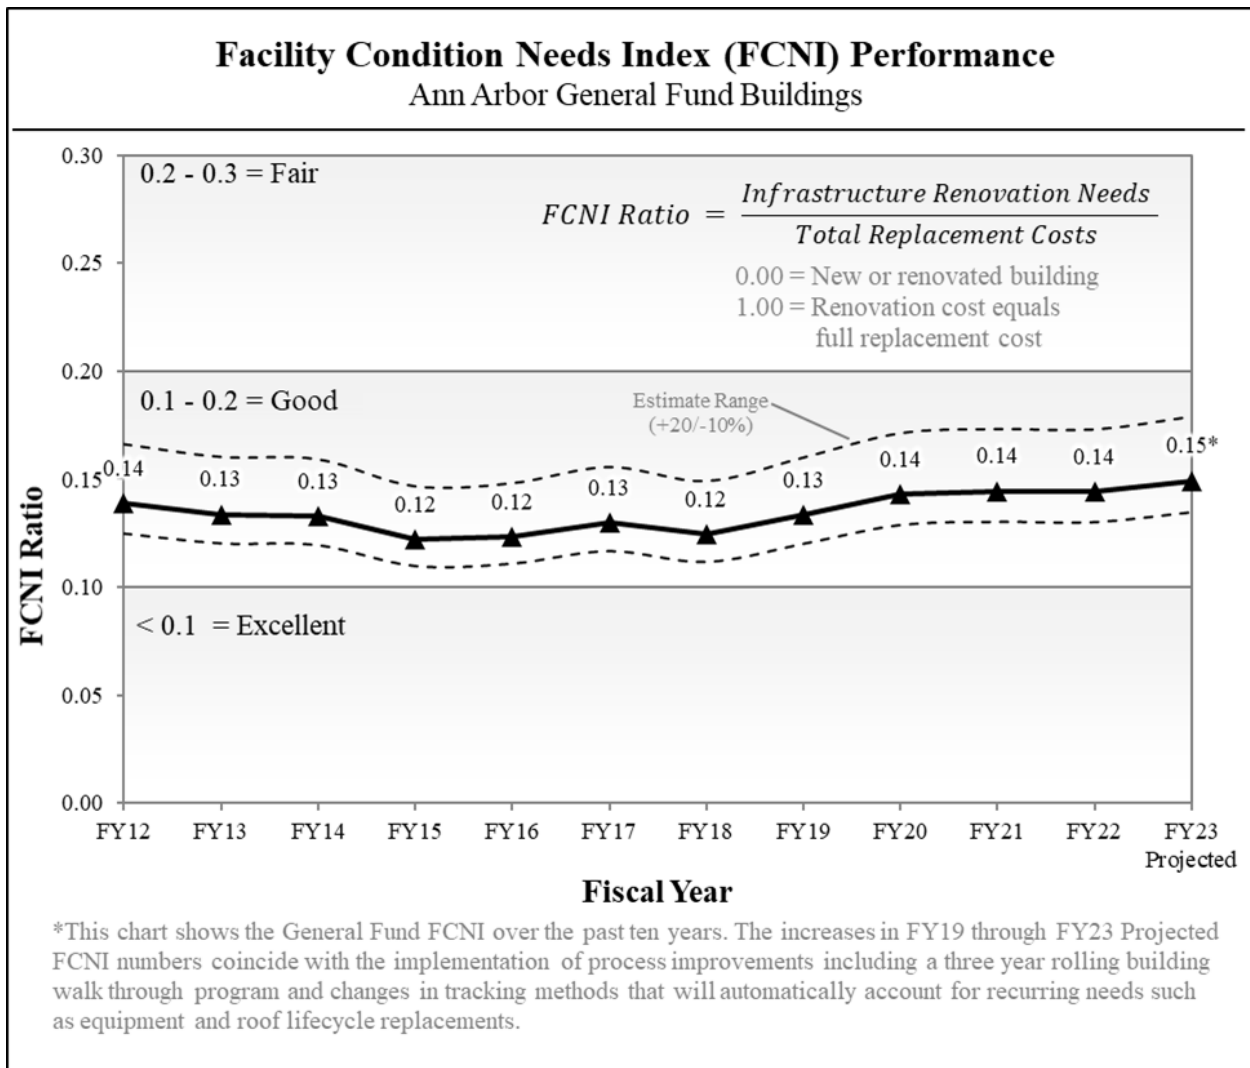 Facility Condition Needs Index (FCNI) Performance
Ann Arbor General Fund Buildings
0.30
0.2 - 0.3 = Fair
FCNI Ratio = Infrastructure Renovation Needs
Total Replacement Costs
0.00 = New or renovated building
1.00 = Renovation cost equals
full replacement cost
0.25
0.20
0.1 - 0.2 = Good
Estimate Range
(+20/-10%)
0.15
0.14 0.13 0.13 0.12 0.12 0.13 0.12 0.13 0.14 0.14 0.14 0.15*
0.10
< 0.1 = Excellent
0.05
0.00
FCNI Ratio
FY12 FY13 FY14 FY15 FY16 FY17 FY18 FY19 FY20 FY21 FY22 FY23
Projected
Fiscal Year
*This chart shows the General Fund FCNI over the past ten years. The increases in FY19 through FY23 Projected
FCNI numbers coincide with the implementation of process improvements including a three year rolling building
walk through program and changes in tracking methods that will automatically account for recurring needs such
as equipment and roof lifecycle replacements.